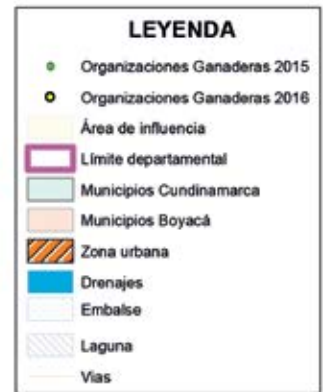 LEYENDA
Organizaciones Ganaderas 2015
Organizaciones Ganaderas 2016
Área de influencia
Límite departamental
Municipios Cundinamarca
Municipios Boyacá
Zona urbana
Drenajes
Embalse
Laguna
Vias